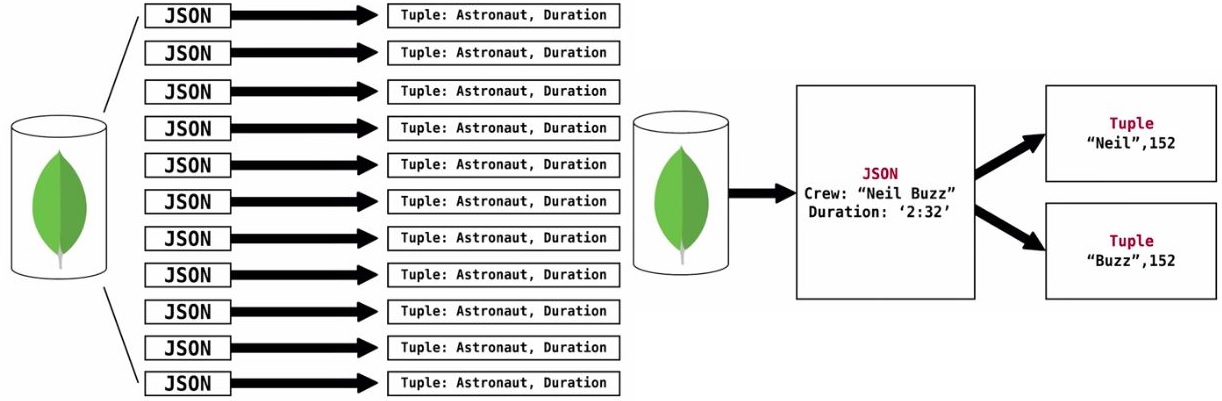 JSON Tuple: Astronaut, Duration
JSON Tuple: Astronaut, Duration
JSON Tuple: Astronaut, Duration
JSON Tuple: Astronaut, Duration
JSON Tuple: Astronaut, Duration
JSON Tuple: Astronaut, Duration
JSON Tuple: Astronaut, Duration
JSON Tuple: Astronaut, Duration
JSON Tuple: Astronaut, Duration
JSON Tuple: Astronaut, Duration
JSON Tuple: Astronaut, Duration
JSON
Crew: “Neil Buzz”
Duration: ‘2:32’
Tuple
“Neil”,152
Tuple
“Buzz”,152